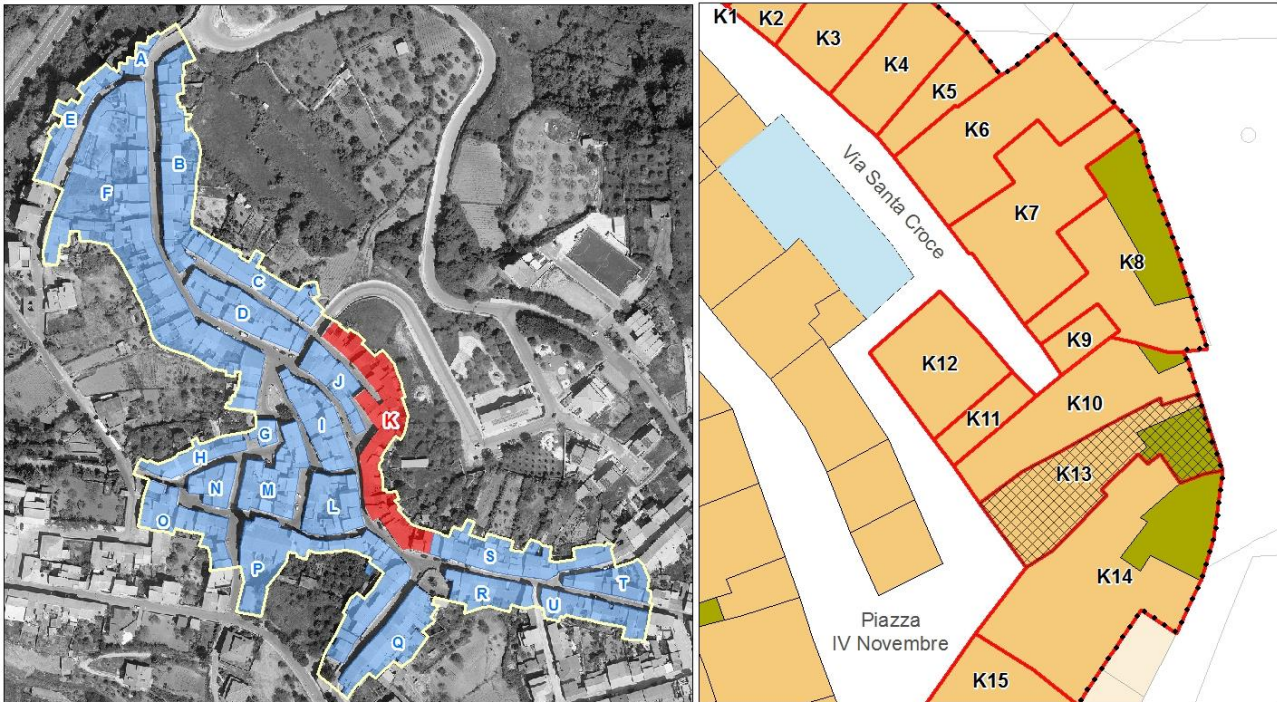 A
E
B
F
C
D
J
K
I
G
H
N
M
L
O
P
S
T
R
U
Q
K1
K2
K3
K4
K5
K6
Via Santa Croce
K7
K8
K9
K12
K11
K10
K13
K14
Piazza
IV Novembre
K15